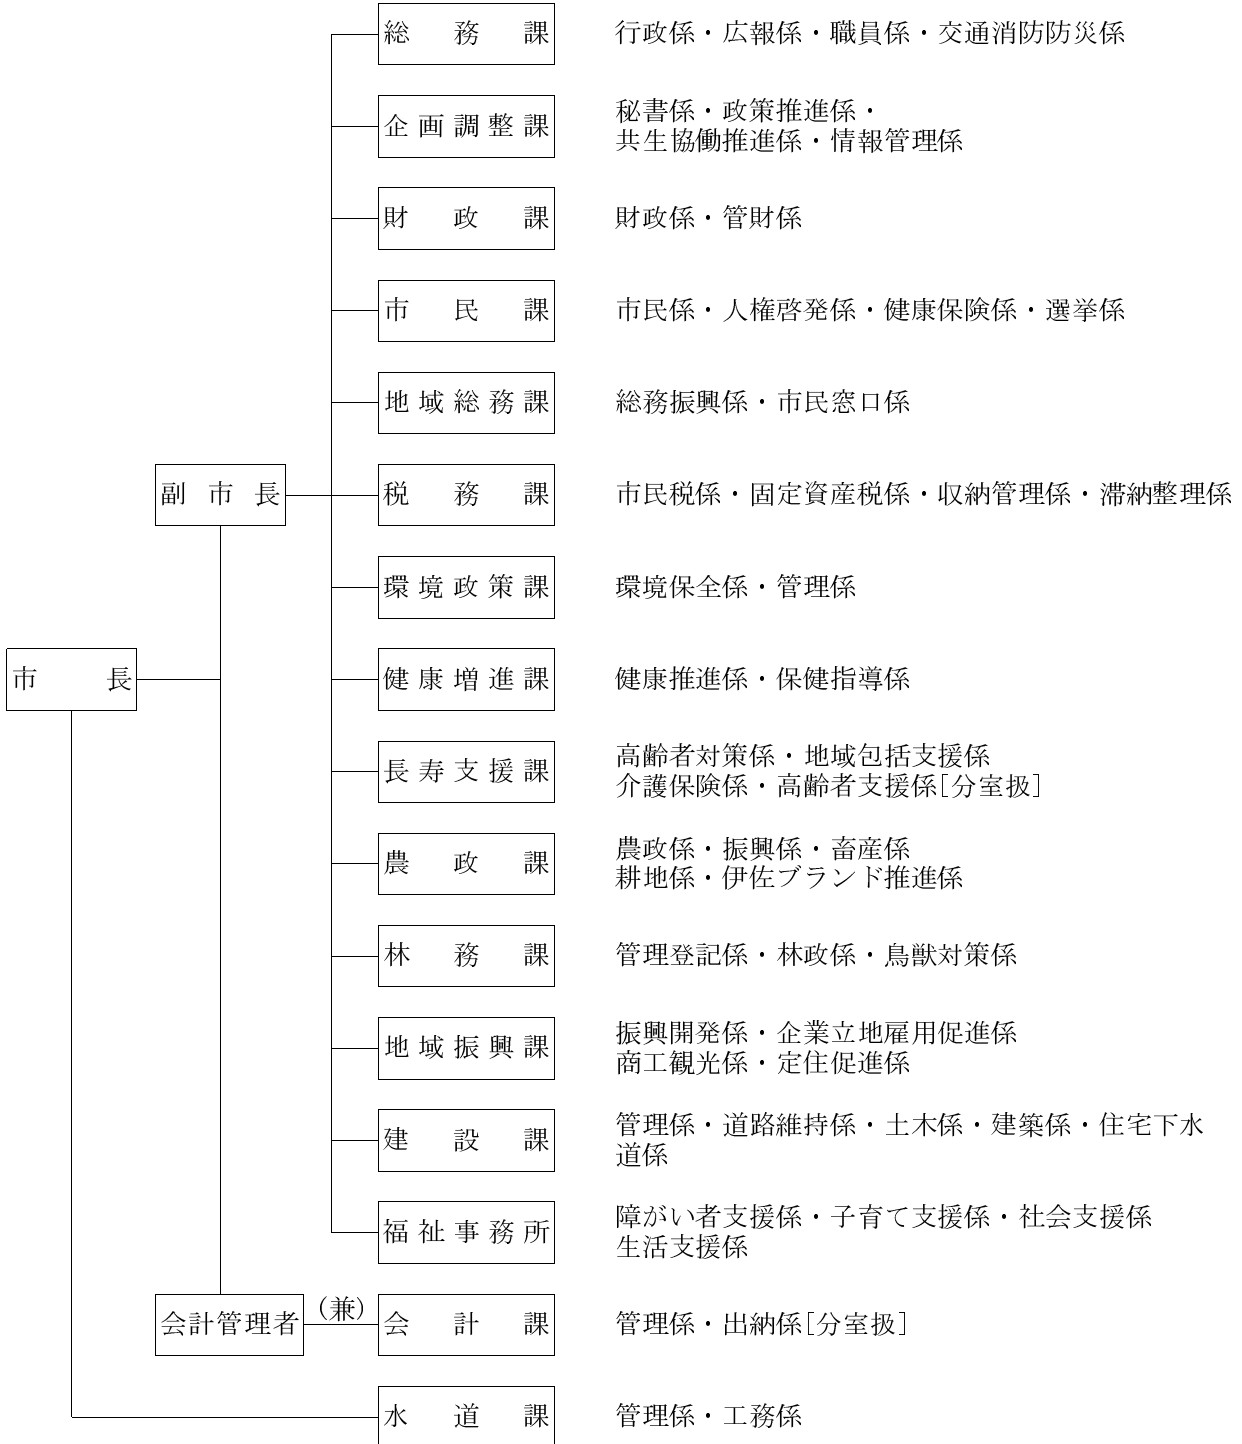 総務課 行政係・広報係・職員係・交通消防防災係
企画調整課 秘書係・政策推進係・
共生協働推進係・情報管理係
財政課 財政係・管財係
市民課 市民係・人権啓発係・健康保険係・選挙係
地域総務課 総務振興係・市民窓口係
副市長 税務課 市民税係・固定資産税係・収納管理係・滞納整理係
環境政策課 環境保全係・管理係
市長 健康増進課 健康推進係・保健指導係
長寿支援課 高齢者対策係・地域包括支援係
介護保険係・高齢者支援係[分室扱]
農政課 農政係・振興係・畜産係
耕地係・伊佐ブランド推進係
林務課 管理登記係・林政係・鳥獣対策係
地域振興課 振興開発係・企業立地雇用促進係
商工観光係・定住促進係
建設課 管理係・道路維持係・土木係・建築係・住宅下水
道係
福祉事務所 障がい者支援係・子育て支援係・社会支援係
生活支援係
会計管理者 (兼) 会計課 管理係・出納係[分室扱]
水道課 管理係・工務係